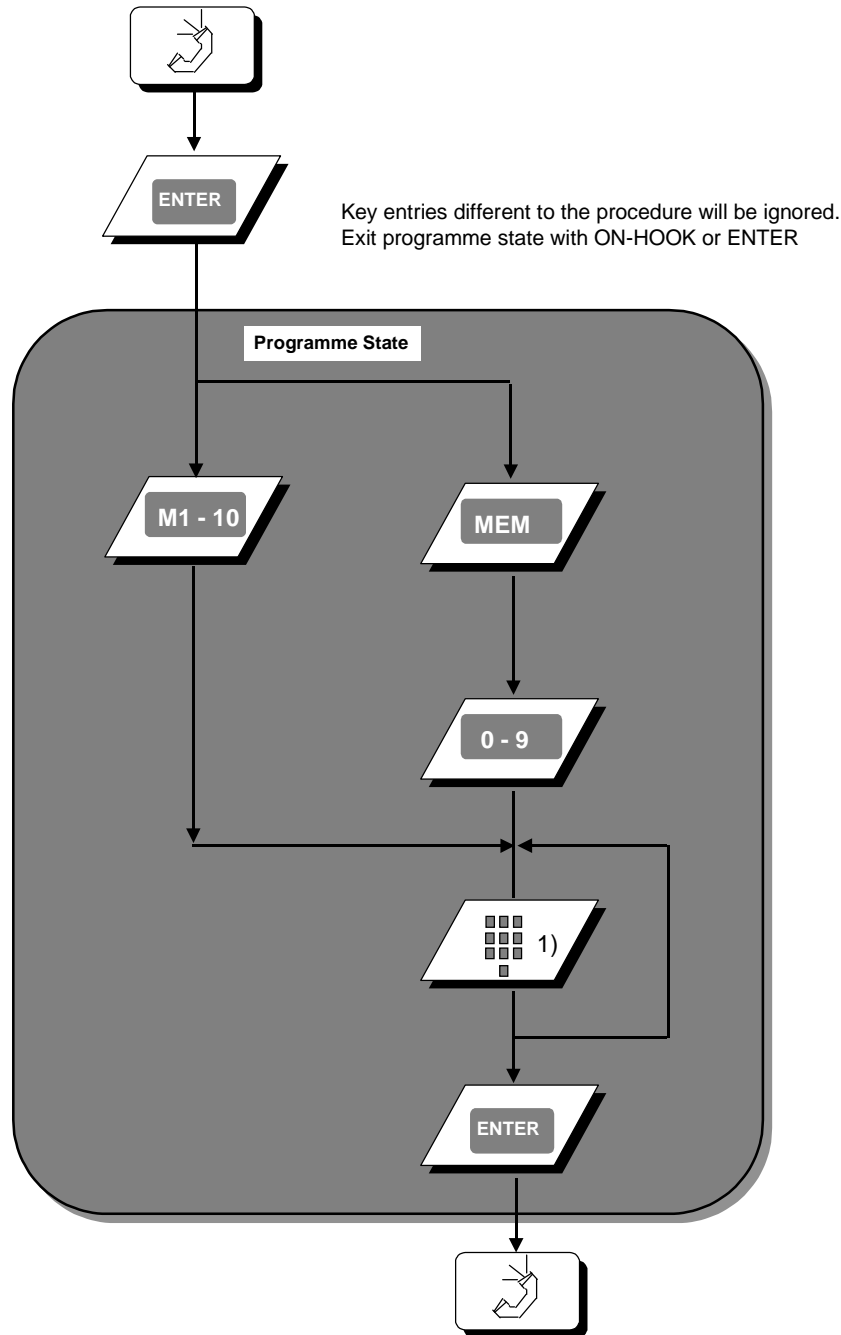 ENTER
Key entries different to the procedure will be ignored.
Exit programme state with ON-HOOK or ENTER
Programme State
M1 - 10
MEM
0 - 9
1)
ENTER